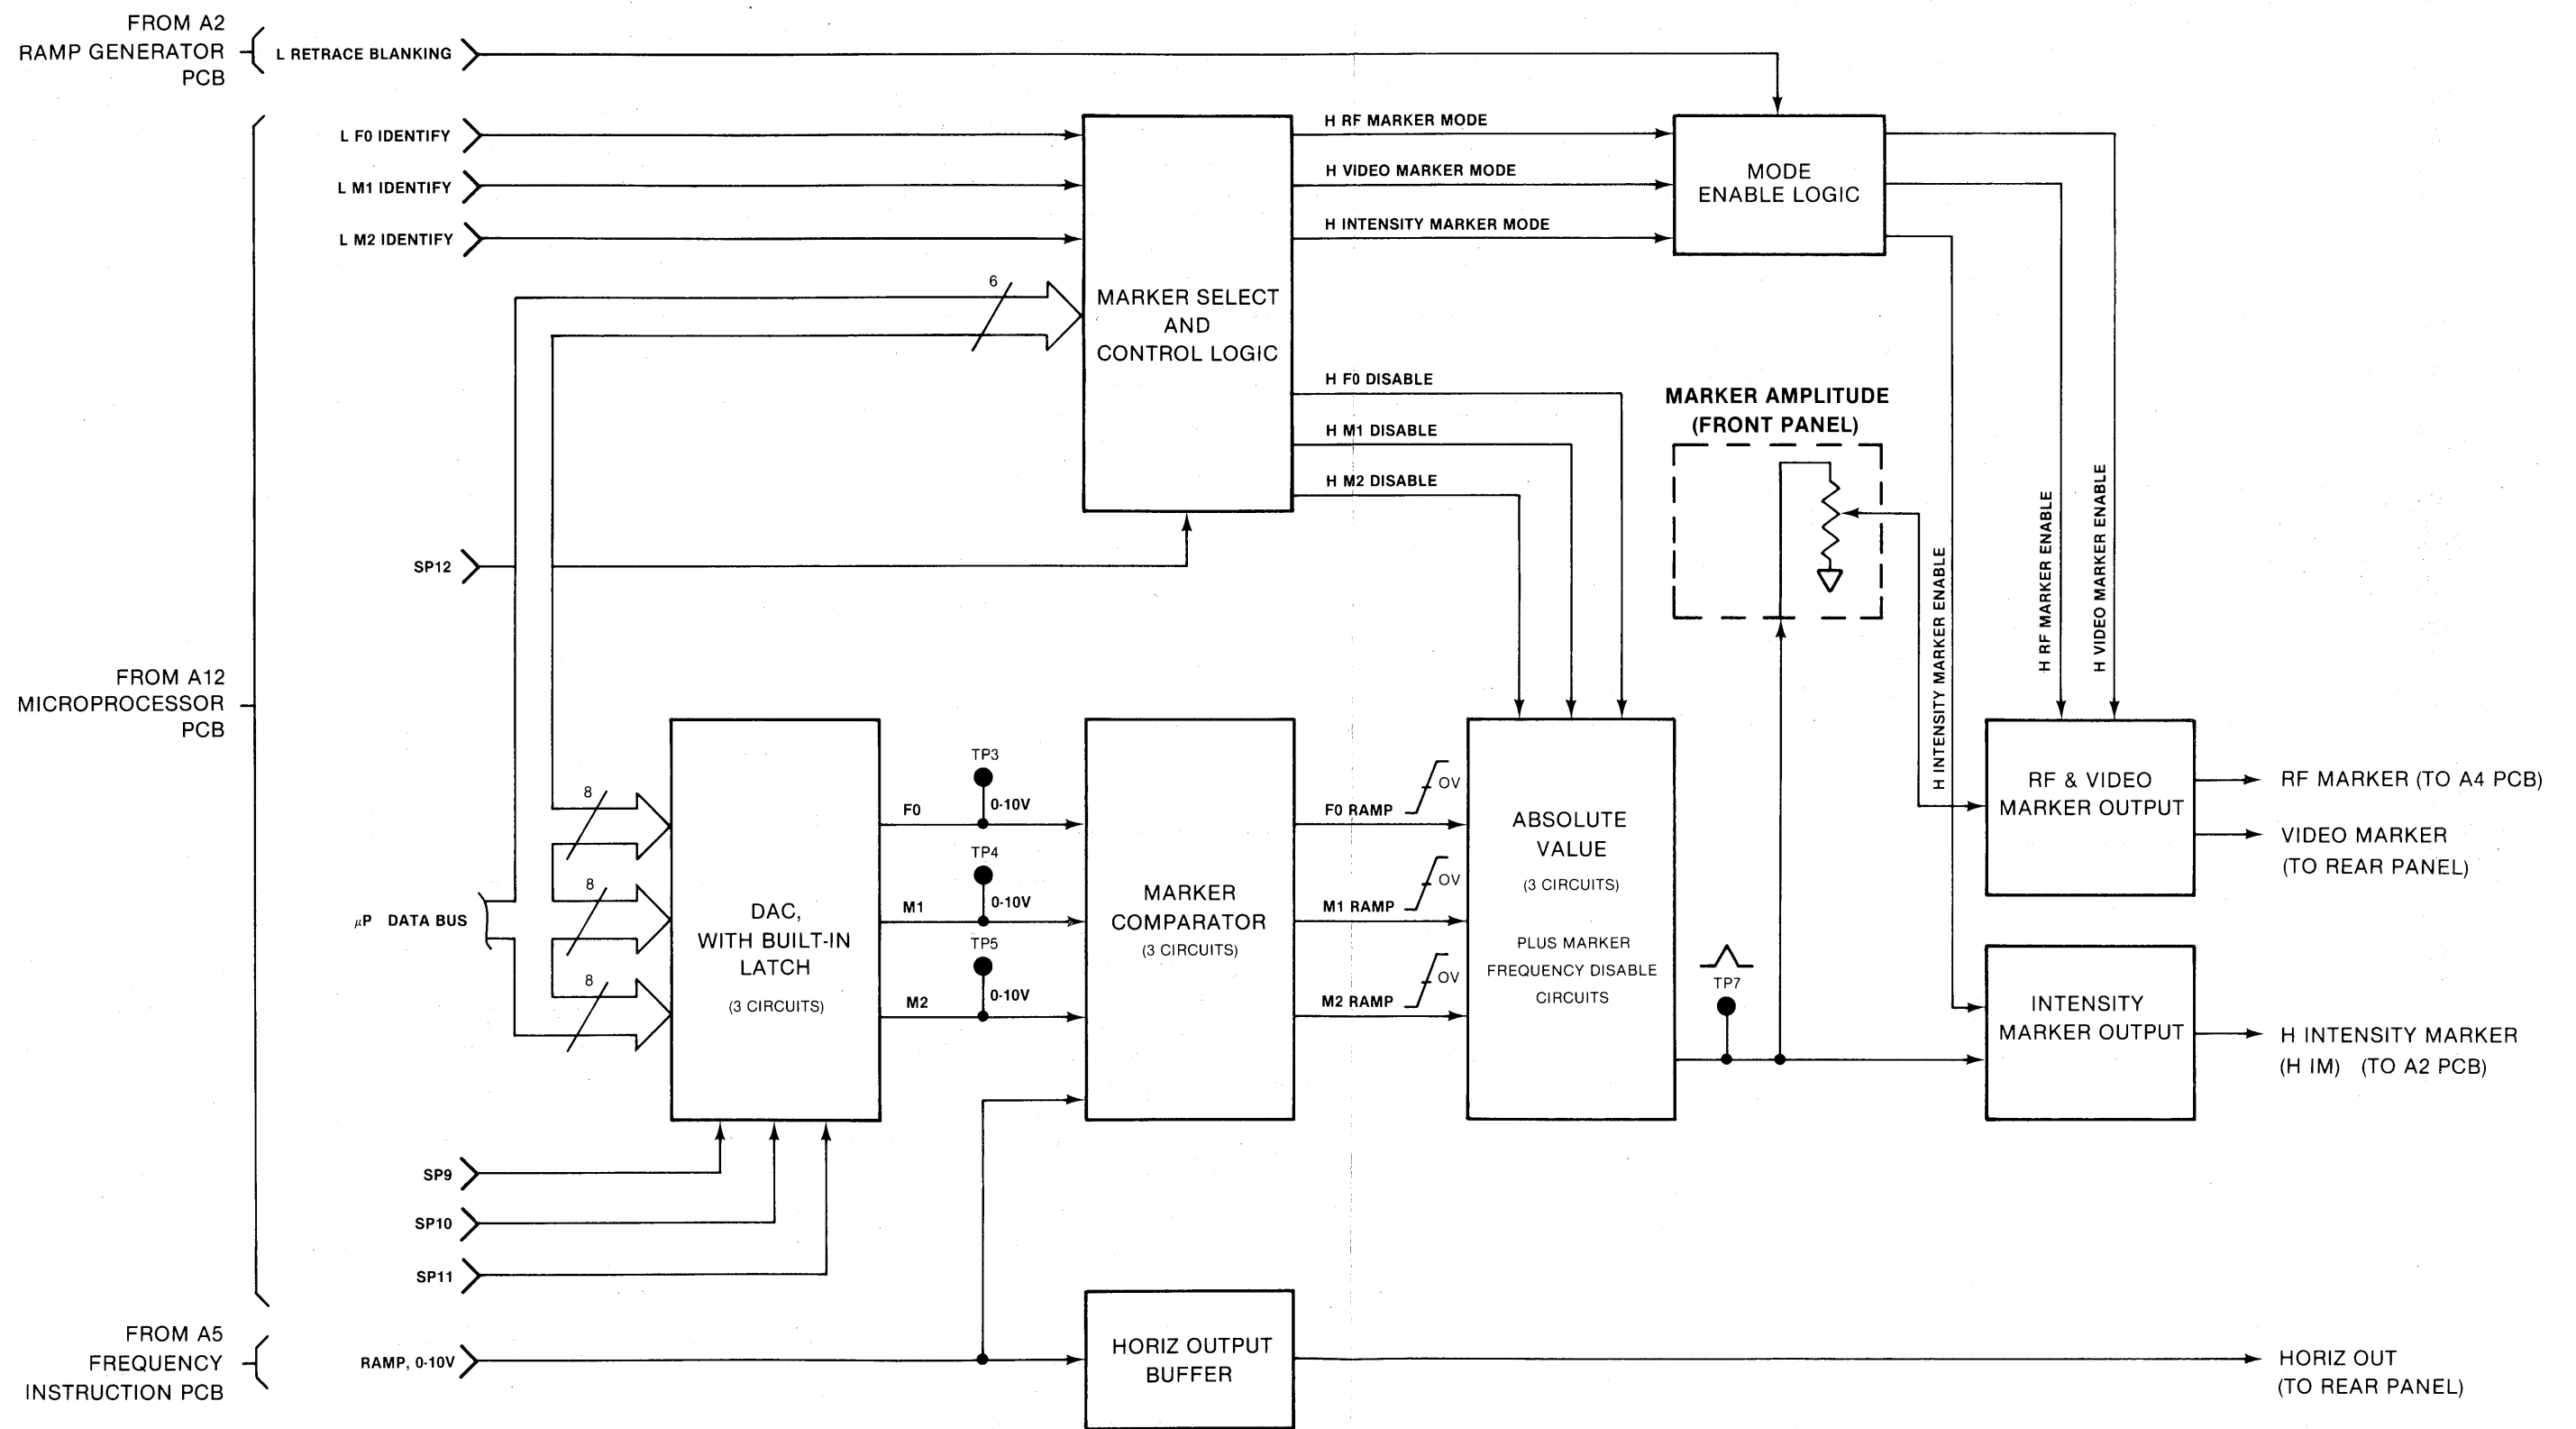 FROM A2
RAMP GENERATOR
PCB
L RETRACE BLANKING
L F0 IDENTIFY
L M1 IDENTIFY
L M2 IDENTIFY
6
MARKER SELECT
AND
CONTROL LOGIC
H RF MARKER MODE
H VIDEO MARKER MODE
H INTENSITY MARKER MODE
MODE
ENABLE LOGIC
H F0 DISABLE
H M1 DISABLE
H M2 DISABLE
MARKER AMPLITUDE
(FRONT PANEL)
SP12
H INTENSITY MARKER ENABLE
H RF MARKER ENABLE
H VIDEO MARKER ENABLE
FROM A12
MICROPROCESSOR
PCB
8
8
8
µP DATA BUS
DAC,
WITH BUILT-IN
LATCH
(3 CIRCUITS)
F0
TP3
0-10V
M1
TP4
0-10V
M2
TP5
0-10V
MARKER
COMPARATOR
(3 CIRCUITS)
F0 RAMP
OV
M1 RAMP
OV
M2 RAMP
OV
ABSOLUTE
VALUE
(3 CIRCUITS)
PLUS MARKER
FREQUENCY DISABLE
CIRCUITS
TP7
RF & VIDEO
MARKER OUTPUT
RF MARKER (TO A4 PCB)
VIDEO MARKER
(TO REAR PANEL)
INTENSITY
MARKER OUTPUT
H INTENSITY MARKER
(H IM) (TO A2 PCB)
SP9
SP10
SP11
FROM A5
FREQUENCY
INSTRUCTION PCB
RAMP, 0-10V
HORIZ OUTPUT
BUFFER
HORIZ OUT
(TO REAR PANEL)